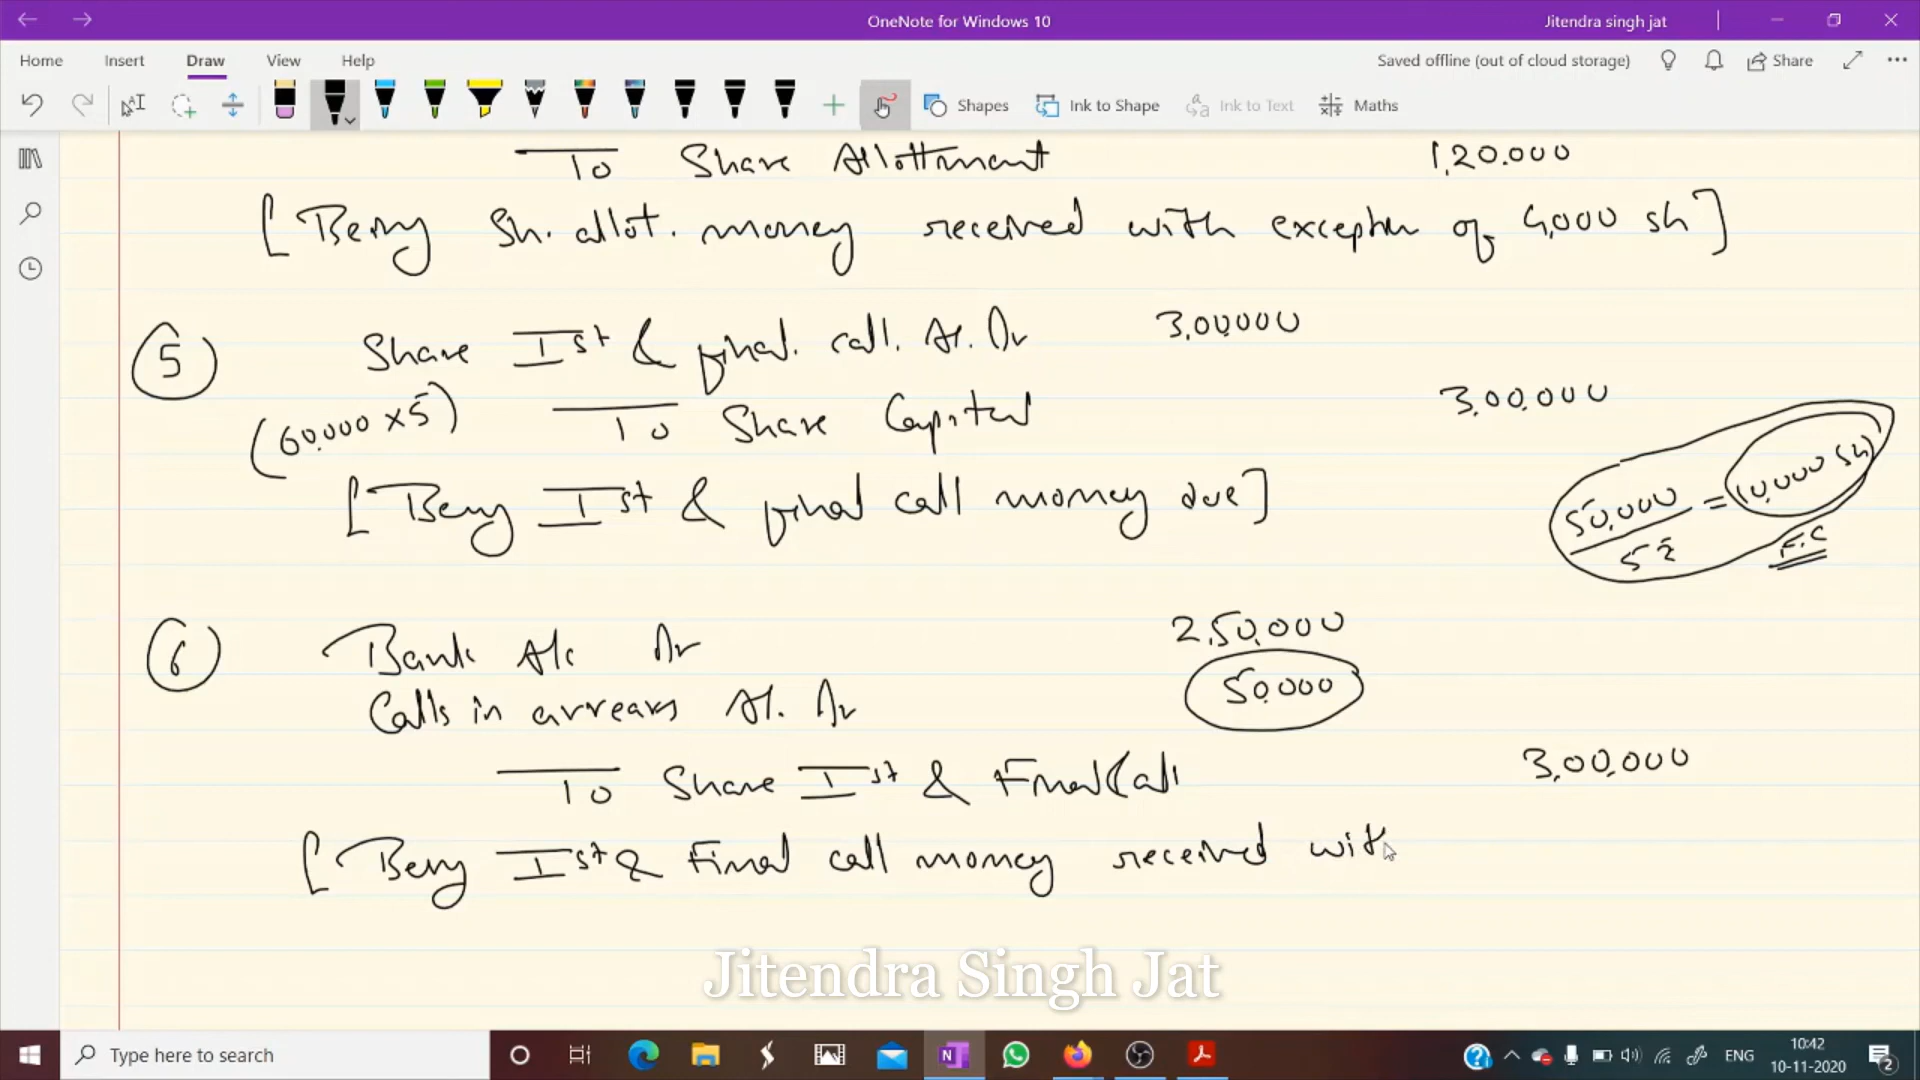 OneNote for Windows 10
Jitendra singh jat
Home Insert Draw View Help
Saved offline (out of cloud storage) Share
Shapes Ink to Shape Ink to Text Maths
To Share Allottment 1,20,000
[Being Sh. allot. money received with exception of 4,000 sh]
5 Share Ist & final. call. A/. Dr 3,00,000
(60,000 x 5) To Share Capital 3,00,000
[Being Ist & final call money due]
50,000 / 5 = 10,000 sh
F.C
6 Bank A/c Dr 2,50,000
Calls in arrears A/. Dr 50,000
To Share Ist & Final Call 3,00,000
[Being Ist & Final call money received with
Jitendra Singh Jat
Type here to search
ENG
10:42
10-11-2020
2